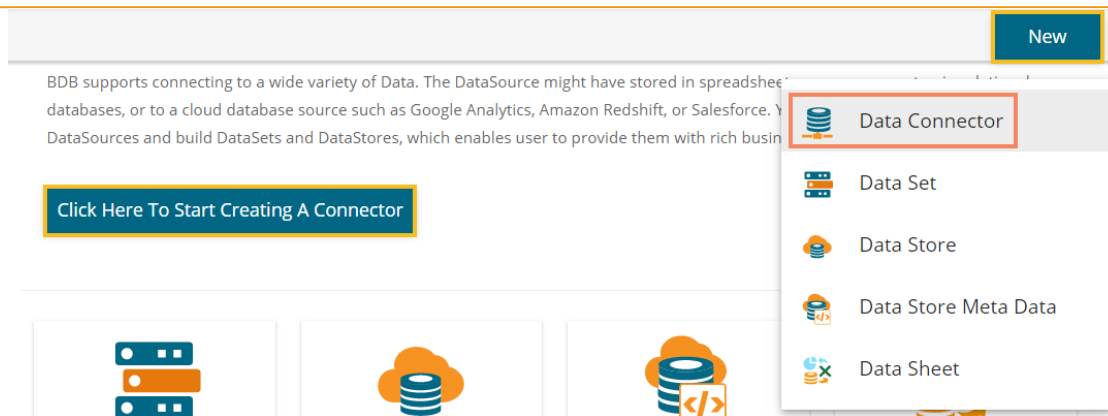 New
BDB supports connecting to a wide variety of Data. The DataSource might have stored in
databases, or to a cloud database source such as Google Analytics, Amazon Redshift, or Salesforce.
DataSources and build DataSets and DataStores, which enables user to provide them with rich
Click Here To Start Creating A Connector
Data Connector
Data Set
Data Store
Data Store Meta Data
Data Sheet